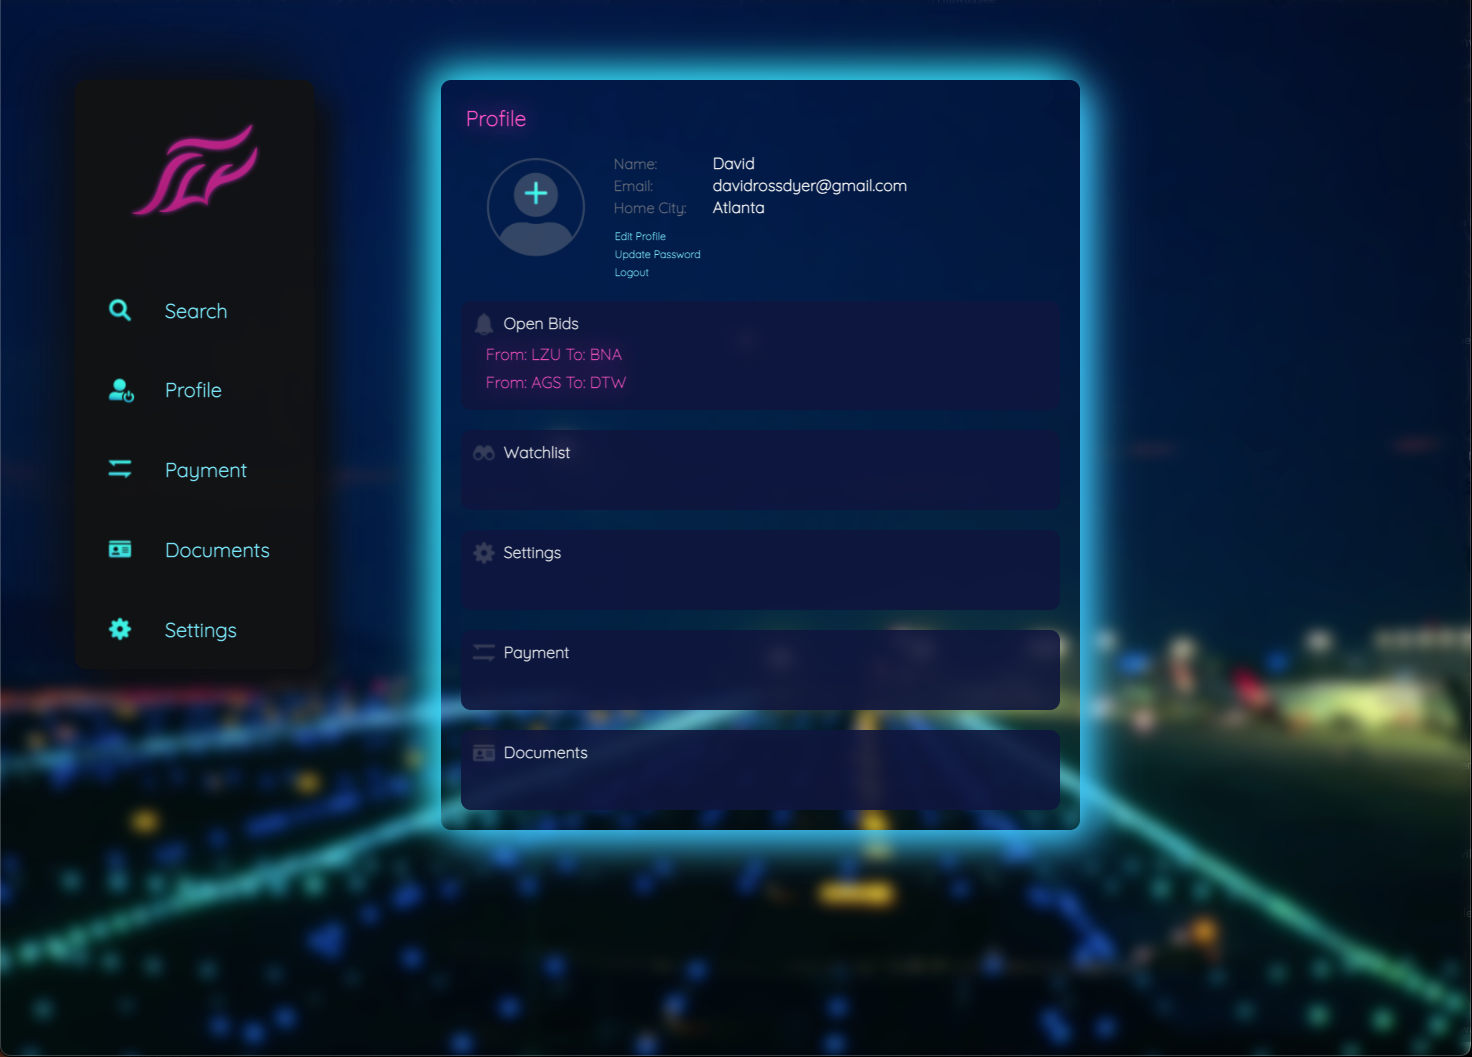 Search
Profile
Payment
Documents
Settings
Profile
Name: David
Email: davidrossdyer@gmail.com
Home City: Atlanta
Edit Profile
Update Password
Logout
Open Bids
From: LZU To: BNA
From: AGS To: DTW
Watchlist
Settings
Payment
Documents